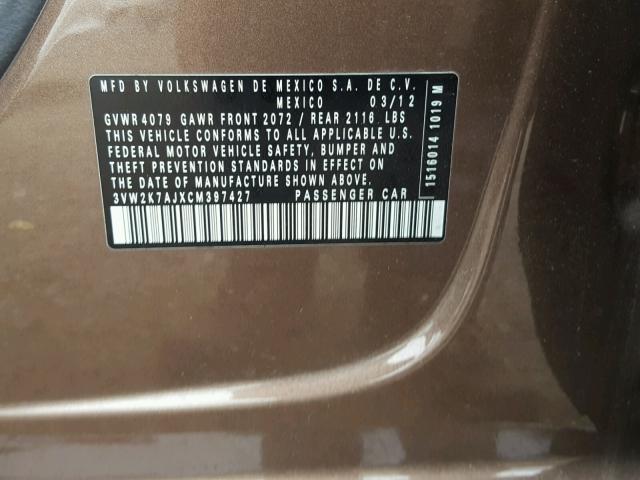 MFD BY VOLKSWAGEN DE MEXICO S.A. DE C.V.
MEXICO 03/12
GVWR 4079 GAWR FRONT 2072 / REAR 2116 LBS
THIS VEHICLE CONFORMS TO ALL APPLICABLE U.S.
FEDERAL MOTOR VEHICLE SAFETY, BUMPER AND
THEFT PREVENTION STANDARDS IN EFFECT ON THE
DATE OF MANUFACTURE SHOWN ABOVE.
3VW2K7AJXCM397427 PASSENGER CAR
1516014 1019 M